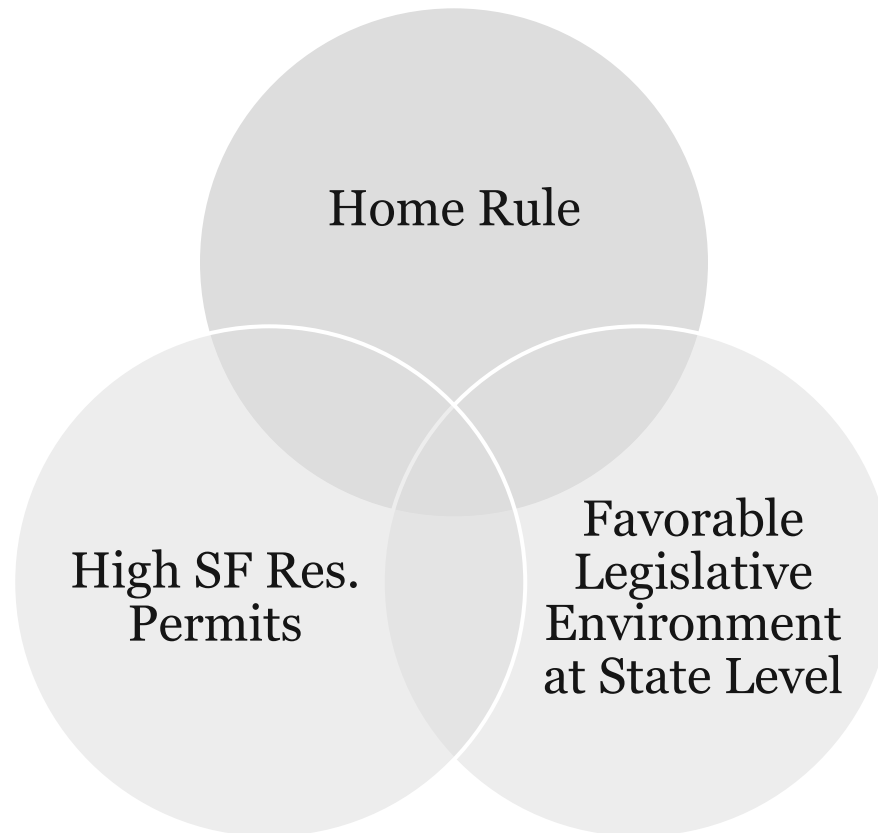 Home Rule
High SF Res.
Permits
Favorable
Legislative
Environment
at State Level